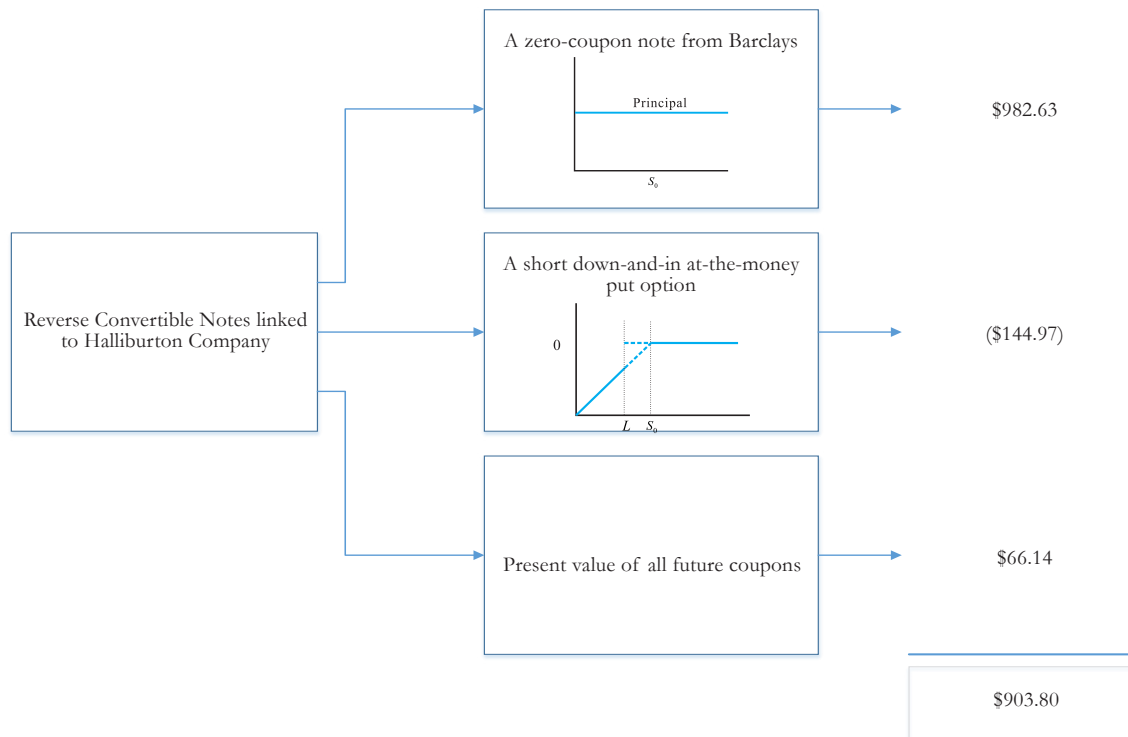 A zero-coupon note from Barclays
Principal
S₀
$982.63
Reverse Convertible Notes linked
to Halliburton Company
A short down-and-in at-the-money
put option
0
L S₀
($144.97)
Present value of all future coupons
$66.14
$903.80